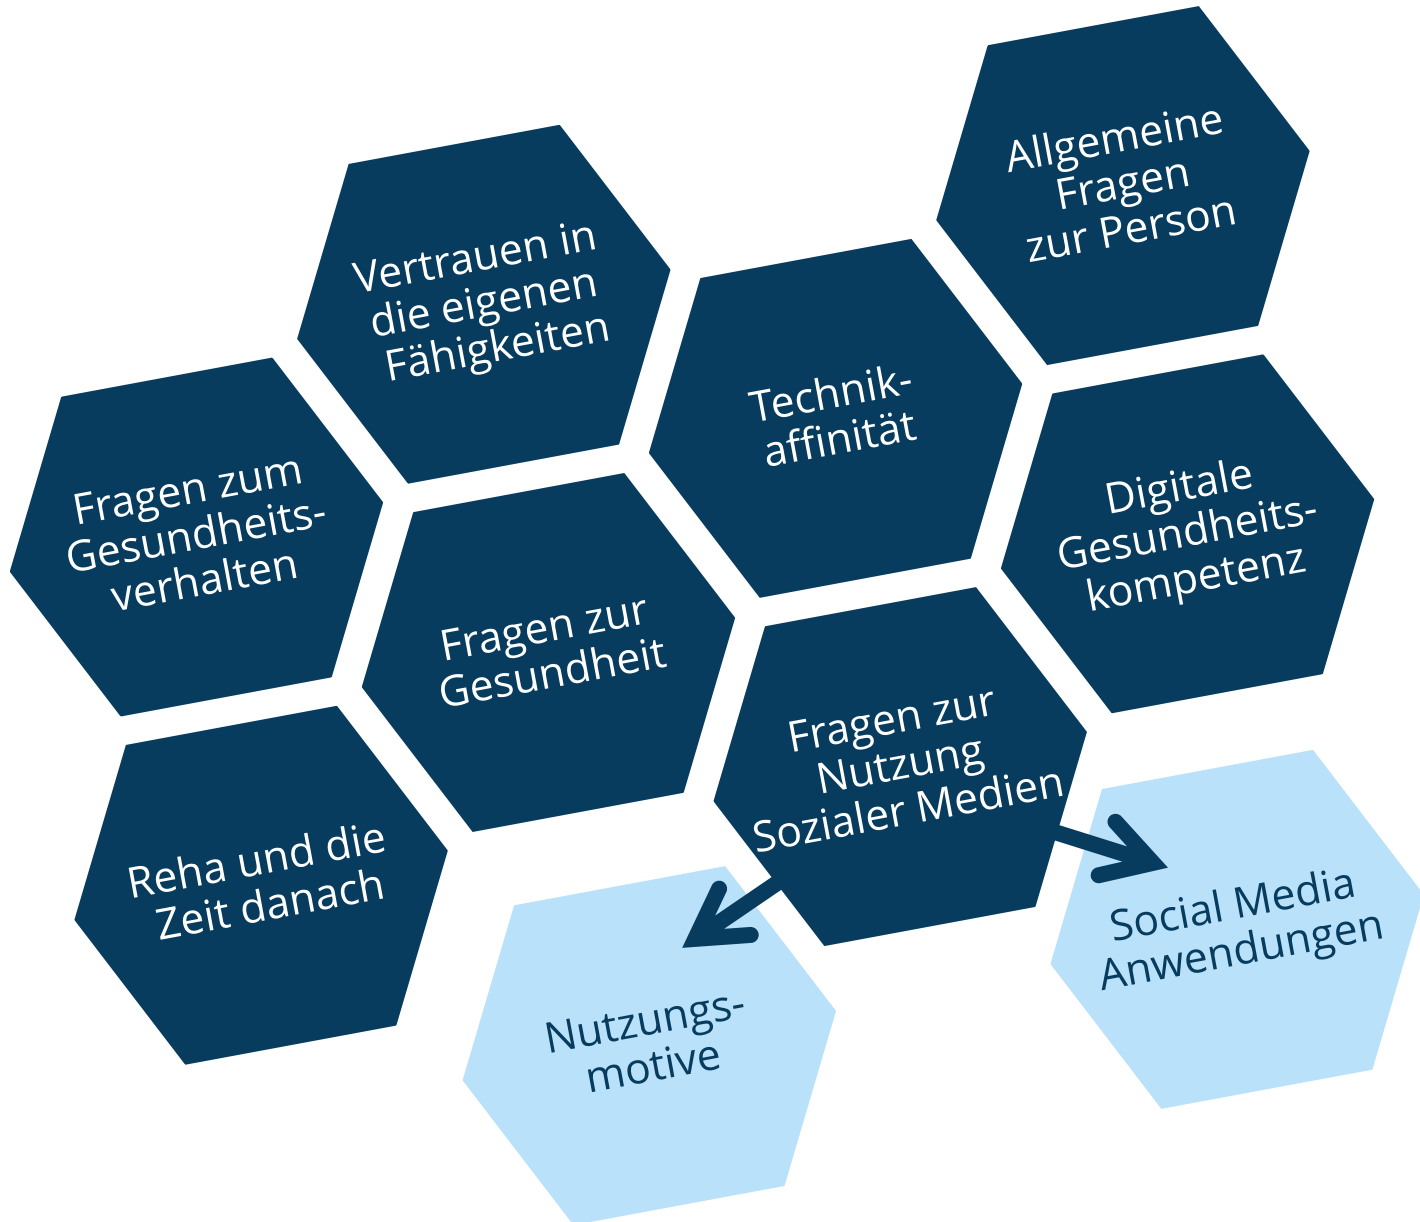 Allgemeine
Fragen
zur Person
Vertrauen in
die eigenen
Fähigkeiten
Technik-
affinität
Fragen zum
Gesundheits-
verhalten
Digitale
Gesundheits-
kompetenz
Fragen zur
Gesundheit
Fragen zur
Nutzung
Sozialer Medien
Reha und die
Zeit danach
Social Media
Anwendungen
Nutzungs-
motive